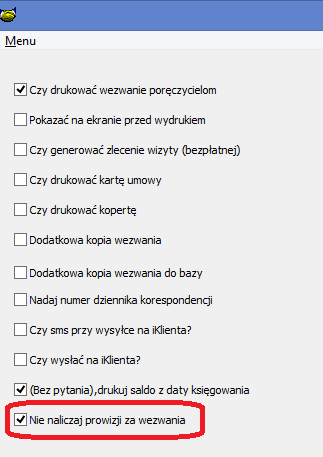 Menu
Czy drukować wezwanie poręczycielom
Pokazać na ekranie przed wydrukiem
Czy generować zlecenie wizyty (bezpłatnej)
Czy drukować kartę umowy
Czy drukować kopertę
Dodatkowa kopia wezwania
Dodatkowa kopia wezwania do bazy
Nadaj numer dziennika korespondencji
Czy sms przy wysyłce na iKlienta?
Czy wysłać na iKlienta?
(Bez pytania),drukuj saldo z daty księgowania
Nie naliczaj prowizji za wezwania